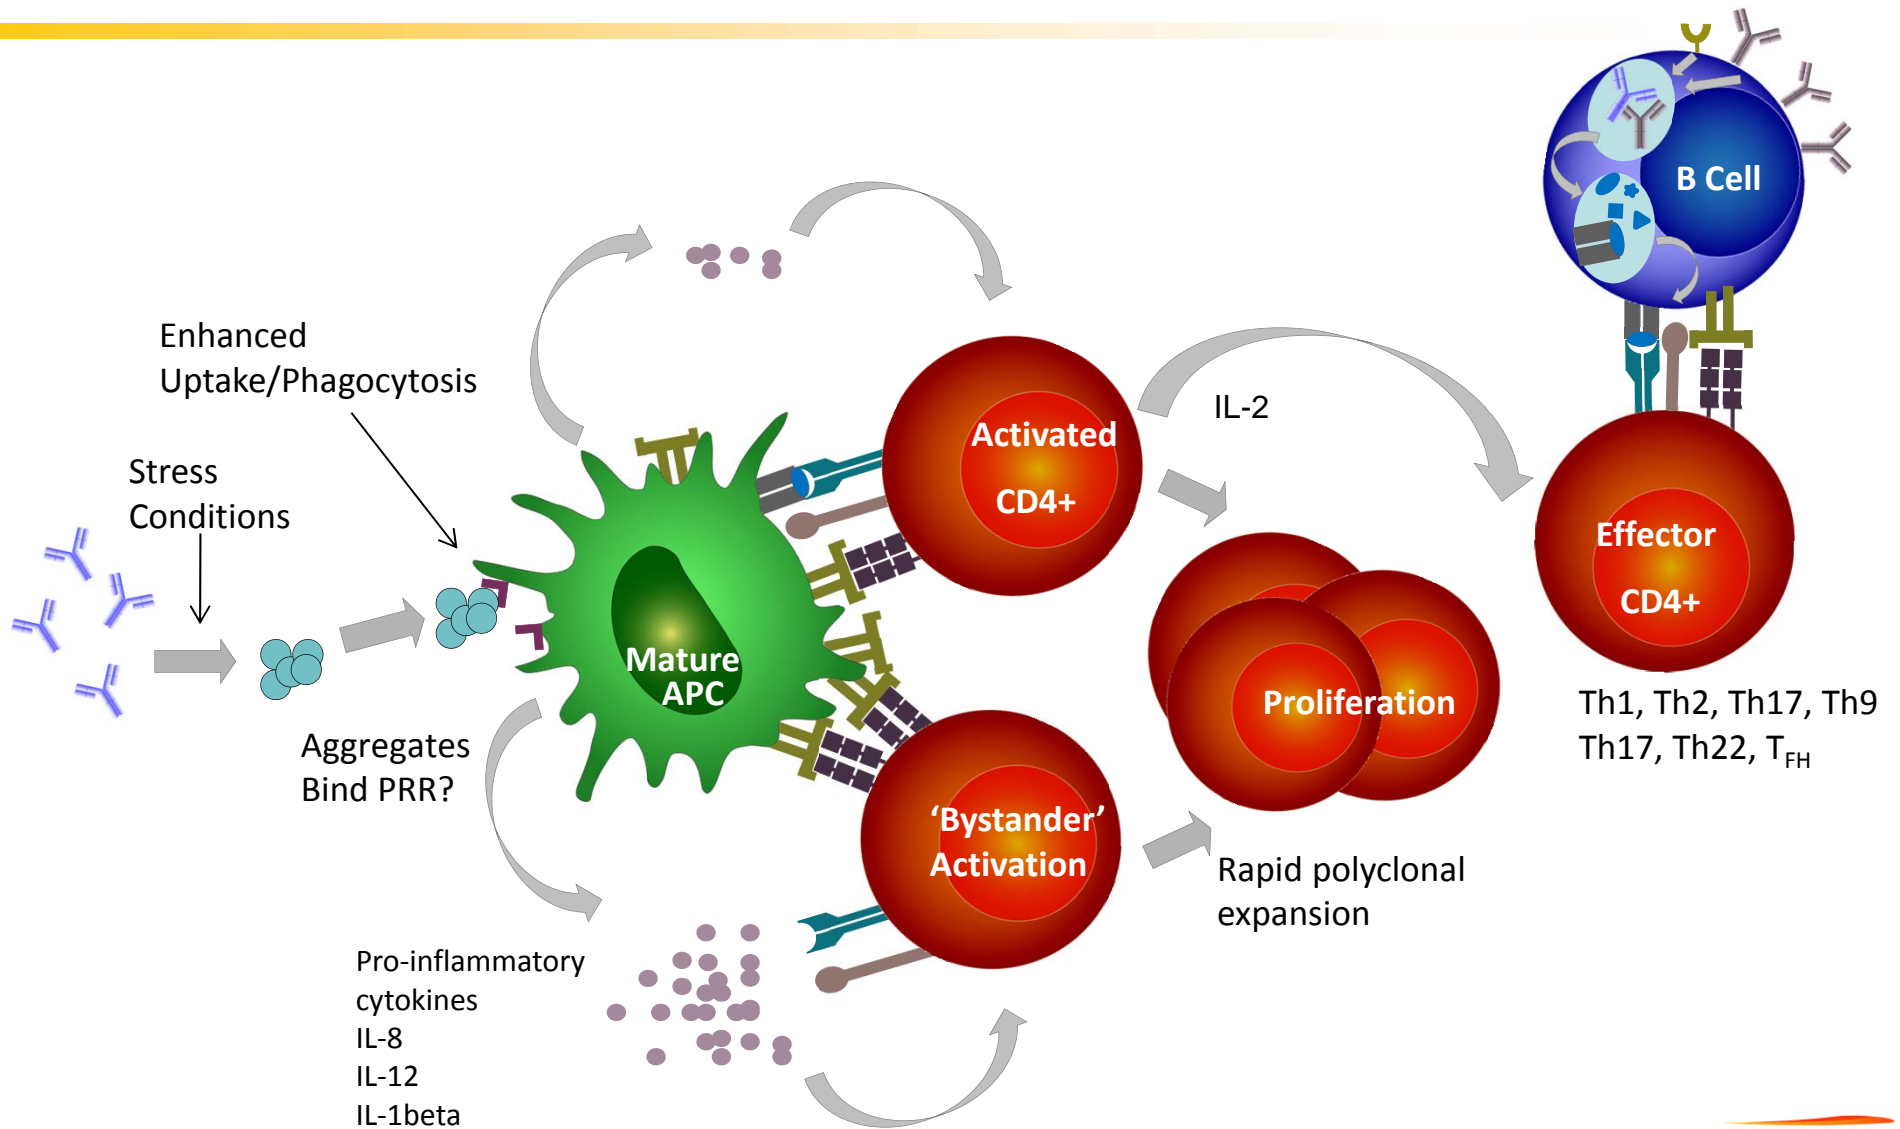 B Cell
Enhanced
Uptake/Phagocytosis
Stress
Conditions
Activated
CD4+
IL-2
Effector
CD4+
Mature
APC
Proliferation
Th1, Th2, Th17, Th9
Th17, Th22, TFH
Aggregates
Bind PRR?
‘Bystander’
Activation
Rapid polyclonal
expansion
Pro-inflammatory
cytokines
IL-8
IL-12
IL-1beta